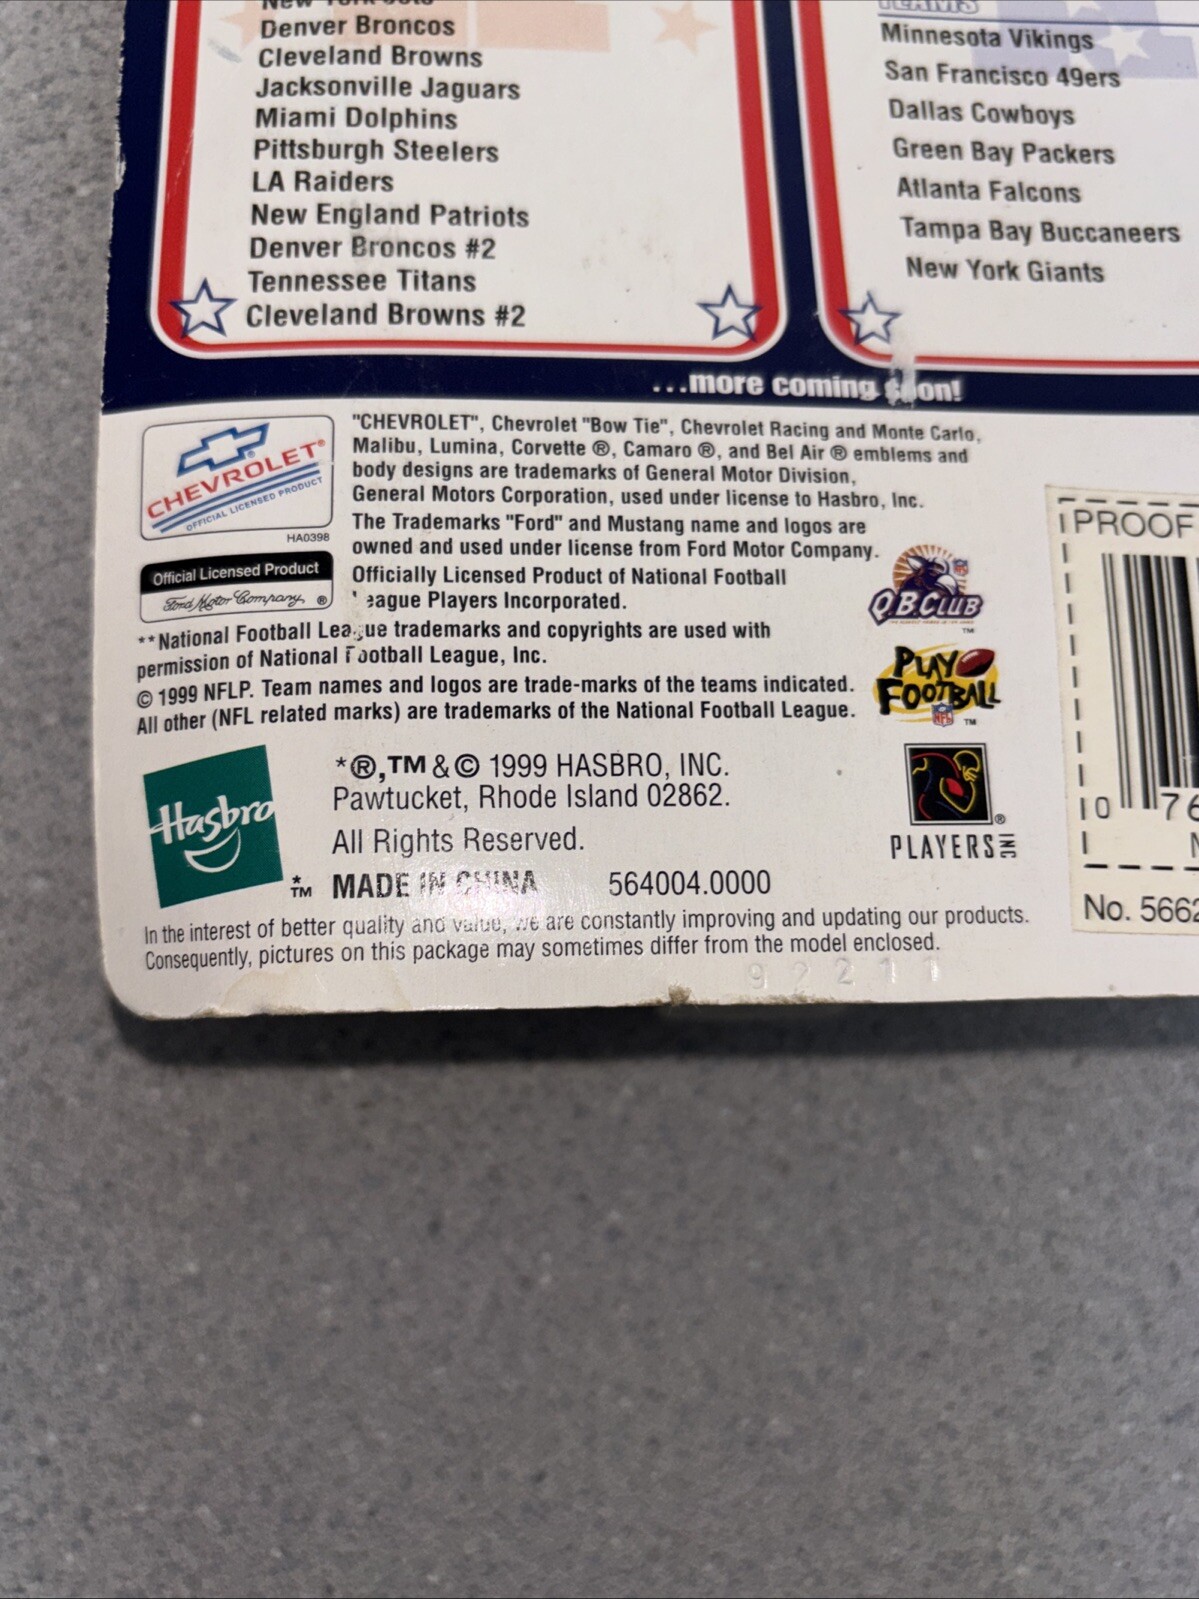 New York Jets
Denver Broncos
Cleveland Browns
Jacksonville Jaguars
Miami Dolphins
Pittsburgh Steelers
LA Raiders
New England Patriots
Denver Broncos #2
Tennessee Titans
Cleveland Browns #2
TEAMS
Minnesota Vikings
San Francisco 49ers
Dallas Cowboys
Green Bay Packers
Atlanta Falcons
Tampa Bay Buccaneers
New York Giants
...more coming soon!
CHEVROLET®
OFFICIAL LICENSED PRODUCT
HA0398
"CHEVROLET", Chevrolet "Bow Tie", Chevrolet Racing and Monte Carlo,
Malibu, Lumina, Corvette ®, Camaro ®, and Bel Air ® emblems and
body designs are trademarks of General Motor Division,
General Motors Corporation, used under license to Hasbro, Inc.
The Trademarks "Ford" and Mustang name and logos are
owned and used under license from Ford Motor Company.
Official Licensed Product
Ford Motor Company ®
Officially Licensed Product of National Football
League Players Incorporated.
**National Football League trademarks and copyrights are used with
permission of National Football League, Inc.
© 1999 NFLP. Team names and logos are trade-marks of the teams indicated.
All other (NFL related marks) are trademarks of the National Football League.
NFL
Q.B.CLUB
TM
PLAY
FOOTBALL
NFL TM
®
PLAYERS INC
Hasbro
*TM
*®,TM & © 1999 HASBRO, INC.
Pawtucket, Rhode Island 02862.
All Rights Reserved.
MADE IN CHINA 564004.0000
In the interest of better quality and value, we are constantly improving and updating our products.
Consequently, pictures on this package may sometimes differ from the model enclosed.
92211
PROOF
0 76
N
No. 5662